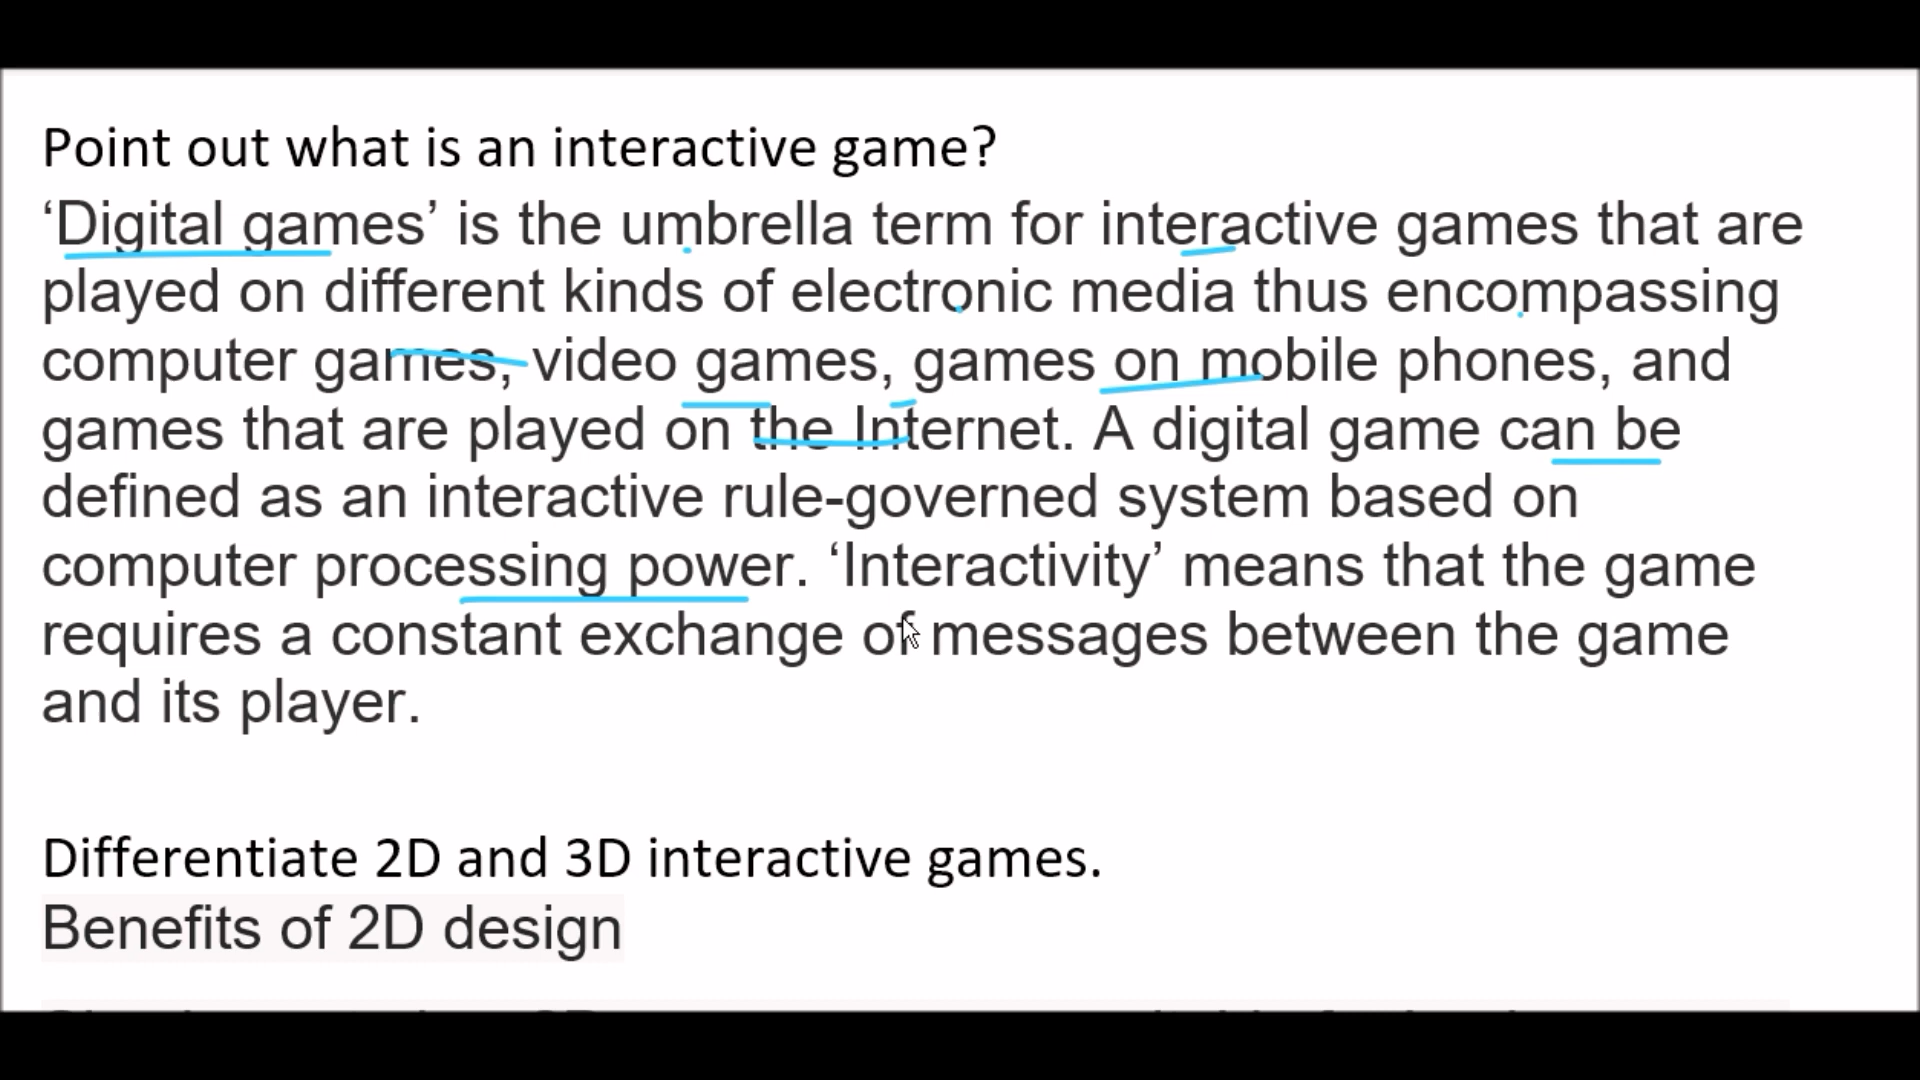 Point out what is an interactive game?
‘Digital games’ is the umbrella term for interactive games that are
played on different kinds of electronic media thus encompassing
computer games, video games, games on mobile phones, and
games that are played on the Internet. A digital game can be
defined as an interactive rule-governed system based on
computer processing power. ‘Interactivity’ means that the game
requires a constant exchange of messages between the game
and its player.
Differentiate 2D and 3D interactive games.
Benefits of 2D design